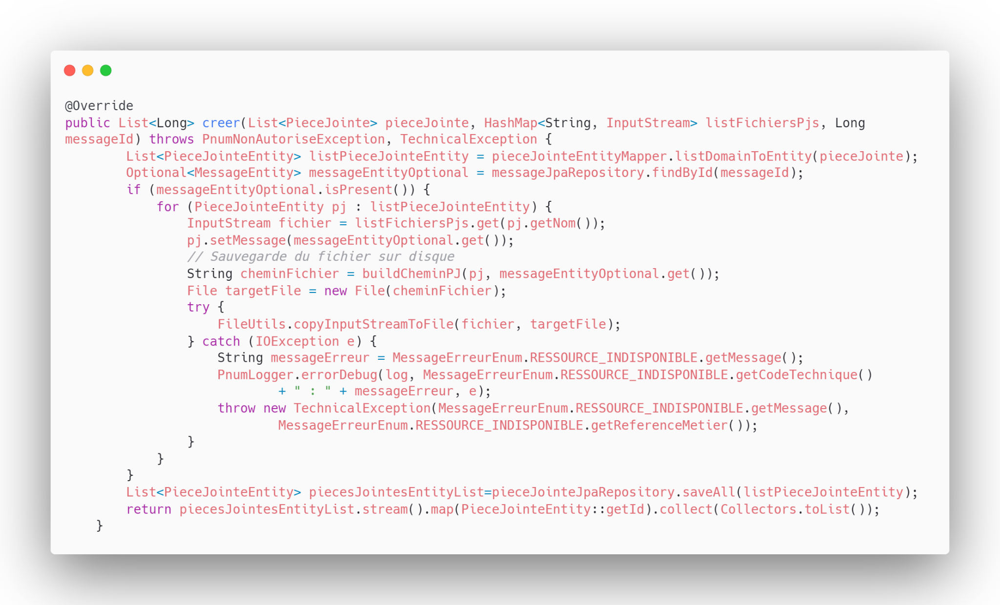 @Override
public List<Long> creer(List<PieceJointe> pieceJointe, HashMap<String, InputStream> listFichiersPjs, Long
messageId) throws PnumNonAutoriseException, TechnicalException {
        List<PieceJointeEntity> listPieceJointeEntity = pieceJointeEntityMapper.listDomainToEntity(pieceJointe);
        Optional<MessageEntity> messageEntityOptional = messageJpaRepository.findById(messageId);
        if (messageEntityOptional.isPresent()) {
            for (PieceJointeEntity pj : listPieceJointeEntity) {
                InputStream fichier = listFichiersPjs.get(pj.getNom());
                pj.setMessage(messageEntityOptional.get());
                // Sauvegarde du fichier sur disque
                String cheminFichier = buildCheminPJ(pj, messageEntityOptional.get());
                File targetFile = new File(cheminFichier);
                try {
                    FileUtils.copyInputStreamToFile(fichier, targetFile);
                } catch (IOException e) {
                    String messageErreur = MessageErreurEnum.RESSOURCE_INDISPONIBLE.getMessage();
                    PnumLogger.errorDebug(log, MessageErreurEnum.RESSOURCE_INDISPONIBLE.getCodeTechnique()
                            + " : " + messageErreur, e);
                    throw new TechnicalException(MessageErreurEnum.RESSOURCE_INDISPONIBLE.getMessage(),
                            MessageErreurEnum.RESSOURCE_INDISPONIBLE.getReferenceMetier());
                }
            }
        }
        List<PieceJointeEntity> piecesJointesEntityList=pieceJointeJpaRepository.saveAll(listPieceJointeEntity);
        return piecesJointesEntityList.stream().map(PieceJointeEntity::getId).collect(Collectors.toList());
    }